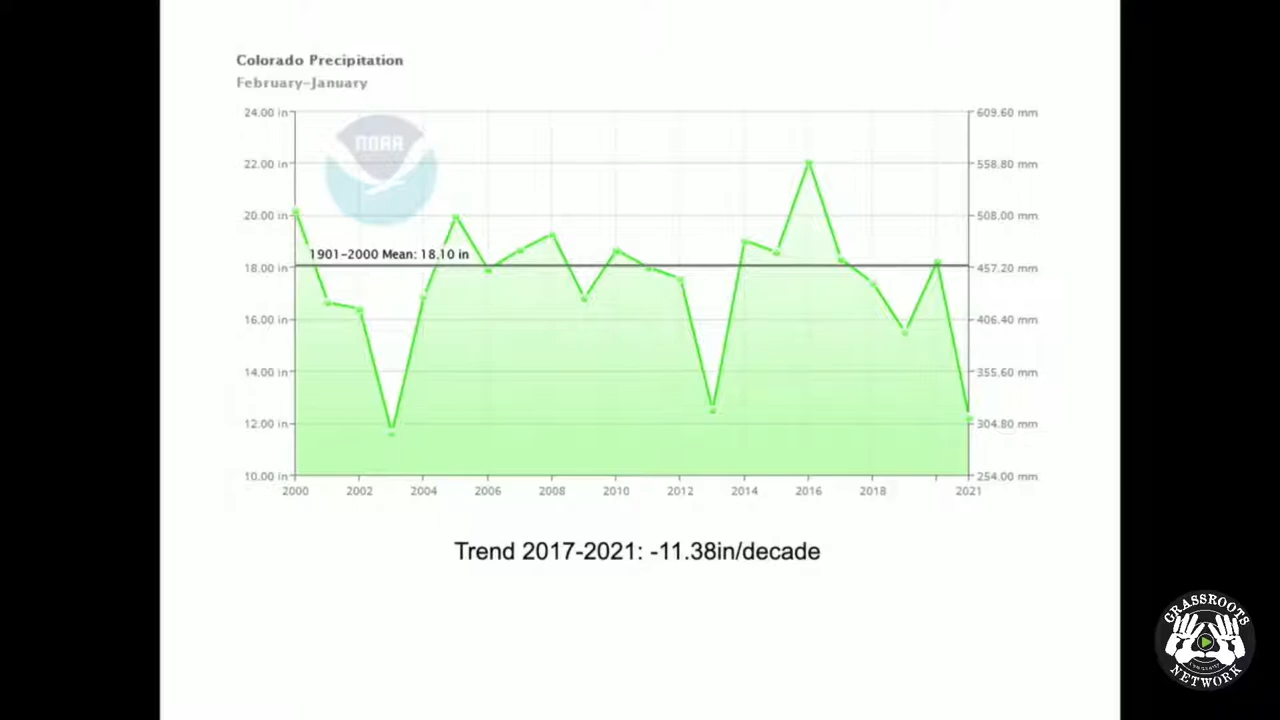 Colorado Precipitation
February-January
24.00 in
609.60 mm
NOAA
22.00 in
558.80 mm
20.00 in
508.00 mm
1901-2000 Mean: 18.10 in
18.00 in
457.20 mm
16.00 in
406.40 mm
14.00 in
355.60 mm
12.00 in
304.80 mm
10.00 in
254.00 mm
2000 2002 2004 2006 2008 2010 2012 2014 2016 2018 2021
Trend 2017-2021: -11.38in/decade
GRASSROOTS
NETWORK